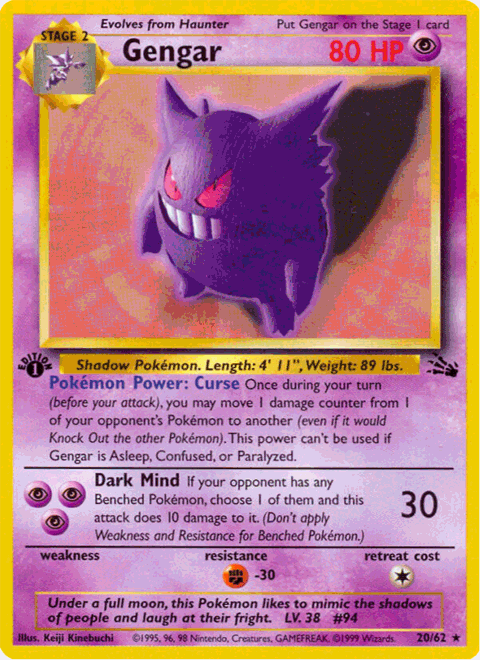 Evolves from Haunter Put Gengar on the Stage 1 card
STAGE 2
Gengar 80 HP
EDITION
1
Shadow Pokémon. Length: 4' 11", Weight: 89 lbs.
Pokémon Power: Curse Once during your turn
(before your attack), you may move 1 damage counter from 1
of your opponent's Pokémon to another (even if it would
Knock Out the other Pokémon). This power can't be used if
Gengar is Asleep, Confused, or Paralyzed.
Dark Mind If your opponent has any
Benched Pokémon, choose 1 of them and this
attack does 10 damage to it. (Don't apply
Weakness and Resistance for Benched Pokémon.)
30
weakness resistance retreat cost
-30
Under a full moon, this Pokémon likes to mimic the shadows
of people and laugh at their fright. LV. 38 #94
Illus. Keiji Kinebuchi ©1995, 96, 98 Nintendo, Creatures, GAMEFREAK. ©1999 Wizards. 20/62 ★